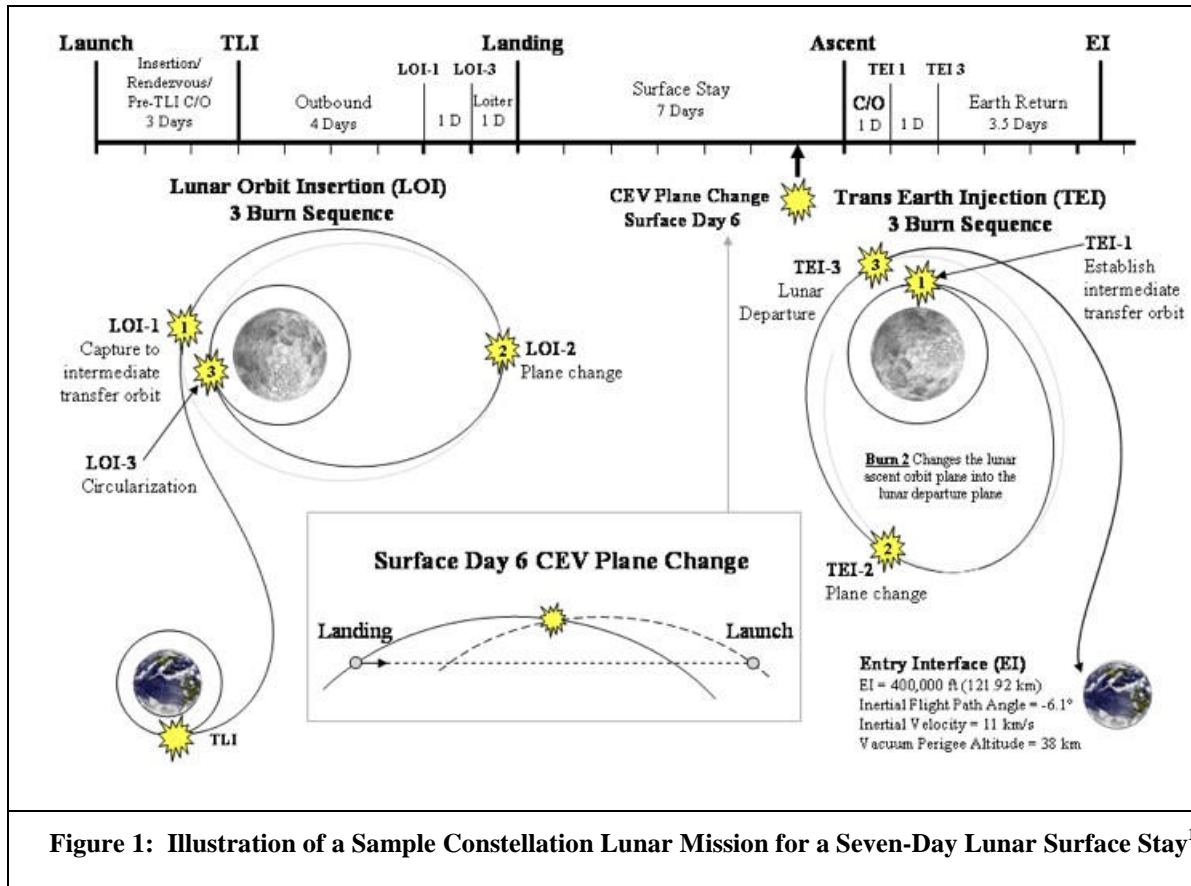 Launch
TLI
Landing
Ascent
EI
Insertion/
Rendezvous/
Pre-TLI C/O
3 Days
Outbound
4 Days
LOI-1
LOI-3
1 D
Loiter
1 D
Surface Stay
7 Days
TEI 1
TEI 3
C/O
1 D
1 D
Earth Return
3.5 Days
Lunar Orbit Insertion (LOI)
3 Burn Sequence
CEV Plane Change
Surface Day 6
Trans Earth Injection (TEI)
3 Burn Sequence
1
LOI-1
Capture to
intermediate
transfer orbit
3
LOI-3
Circularization
2
LOI-2
Plane change
TLI
TEI-3
Lunar
Departure
3
1
TEI-1
Establish
intermediate
transfer orbit
Burn 2 Changes the lunar
ascent orbit plane into the
lunar departure plane
2
TEI-2
Plane change
Surface Day 6 CEV Plane Change
Landing
Launch
Entry Interface (EI)
EI = 400,000 ft (121.92 km)
Inertial Flight Path Angle = -6.1°
Inertial Velocity = 11 km/s
Vacuum Perigee Altitude = 38 km
Figure 1: Illustration of a Sample Constellation Lunar Mission for a Seven-Day Lunar Surface Stay¹